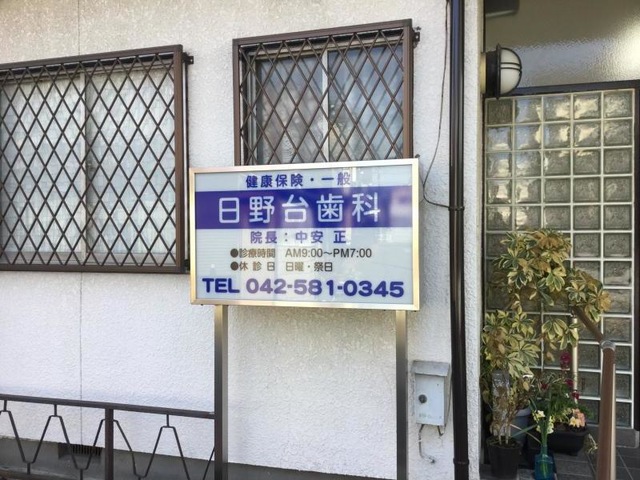 健康保険・一般
日野台歯科
院長：中安 正
●診療時間 AM9:00～PM7:00
●休診日 日曜・祭日
TEL 042-581-0345